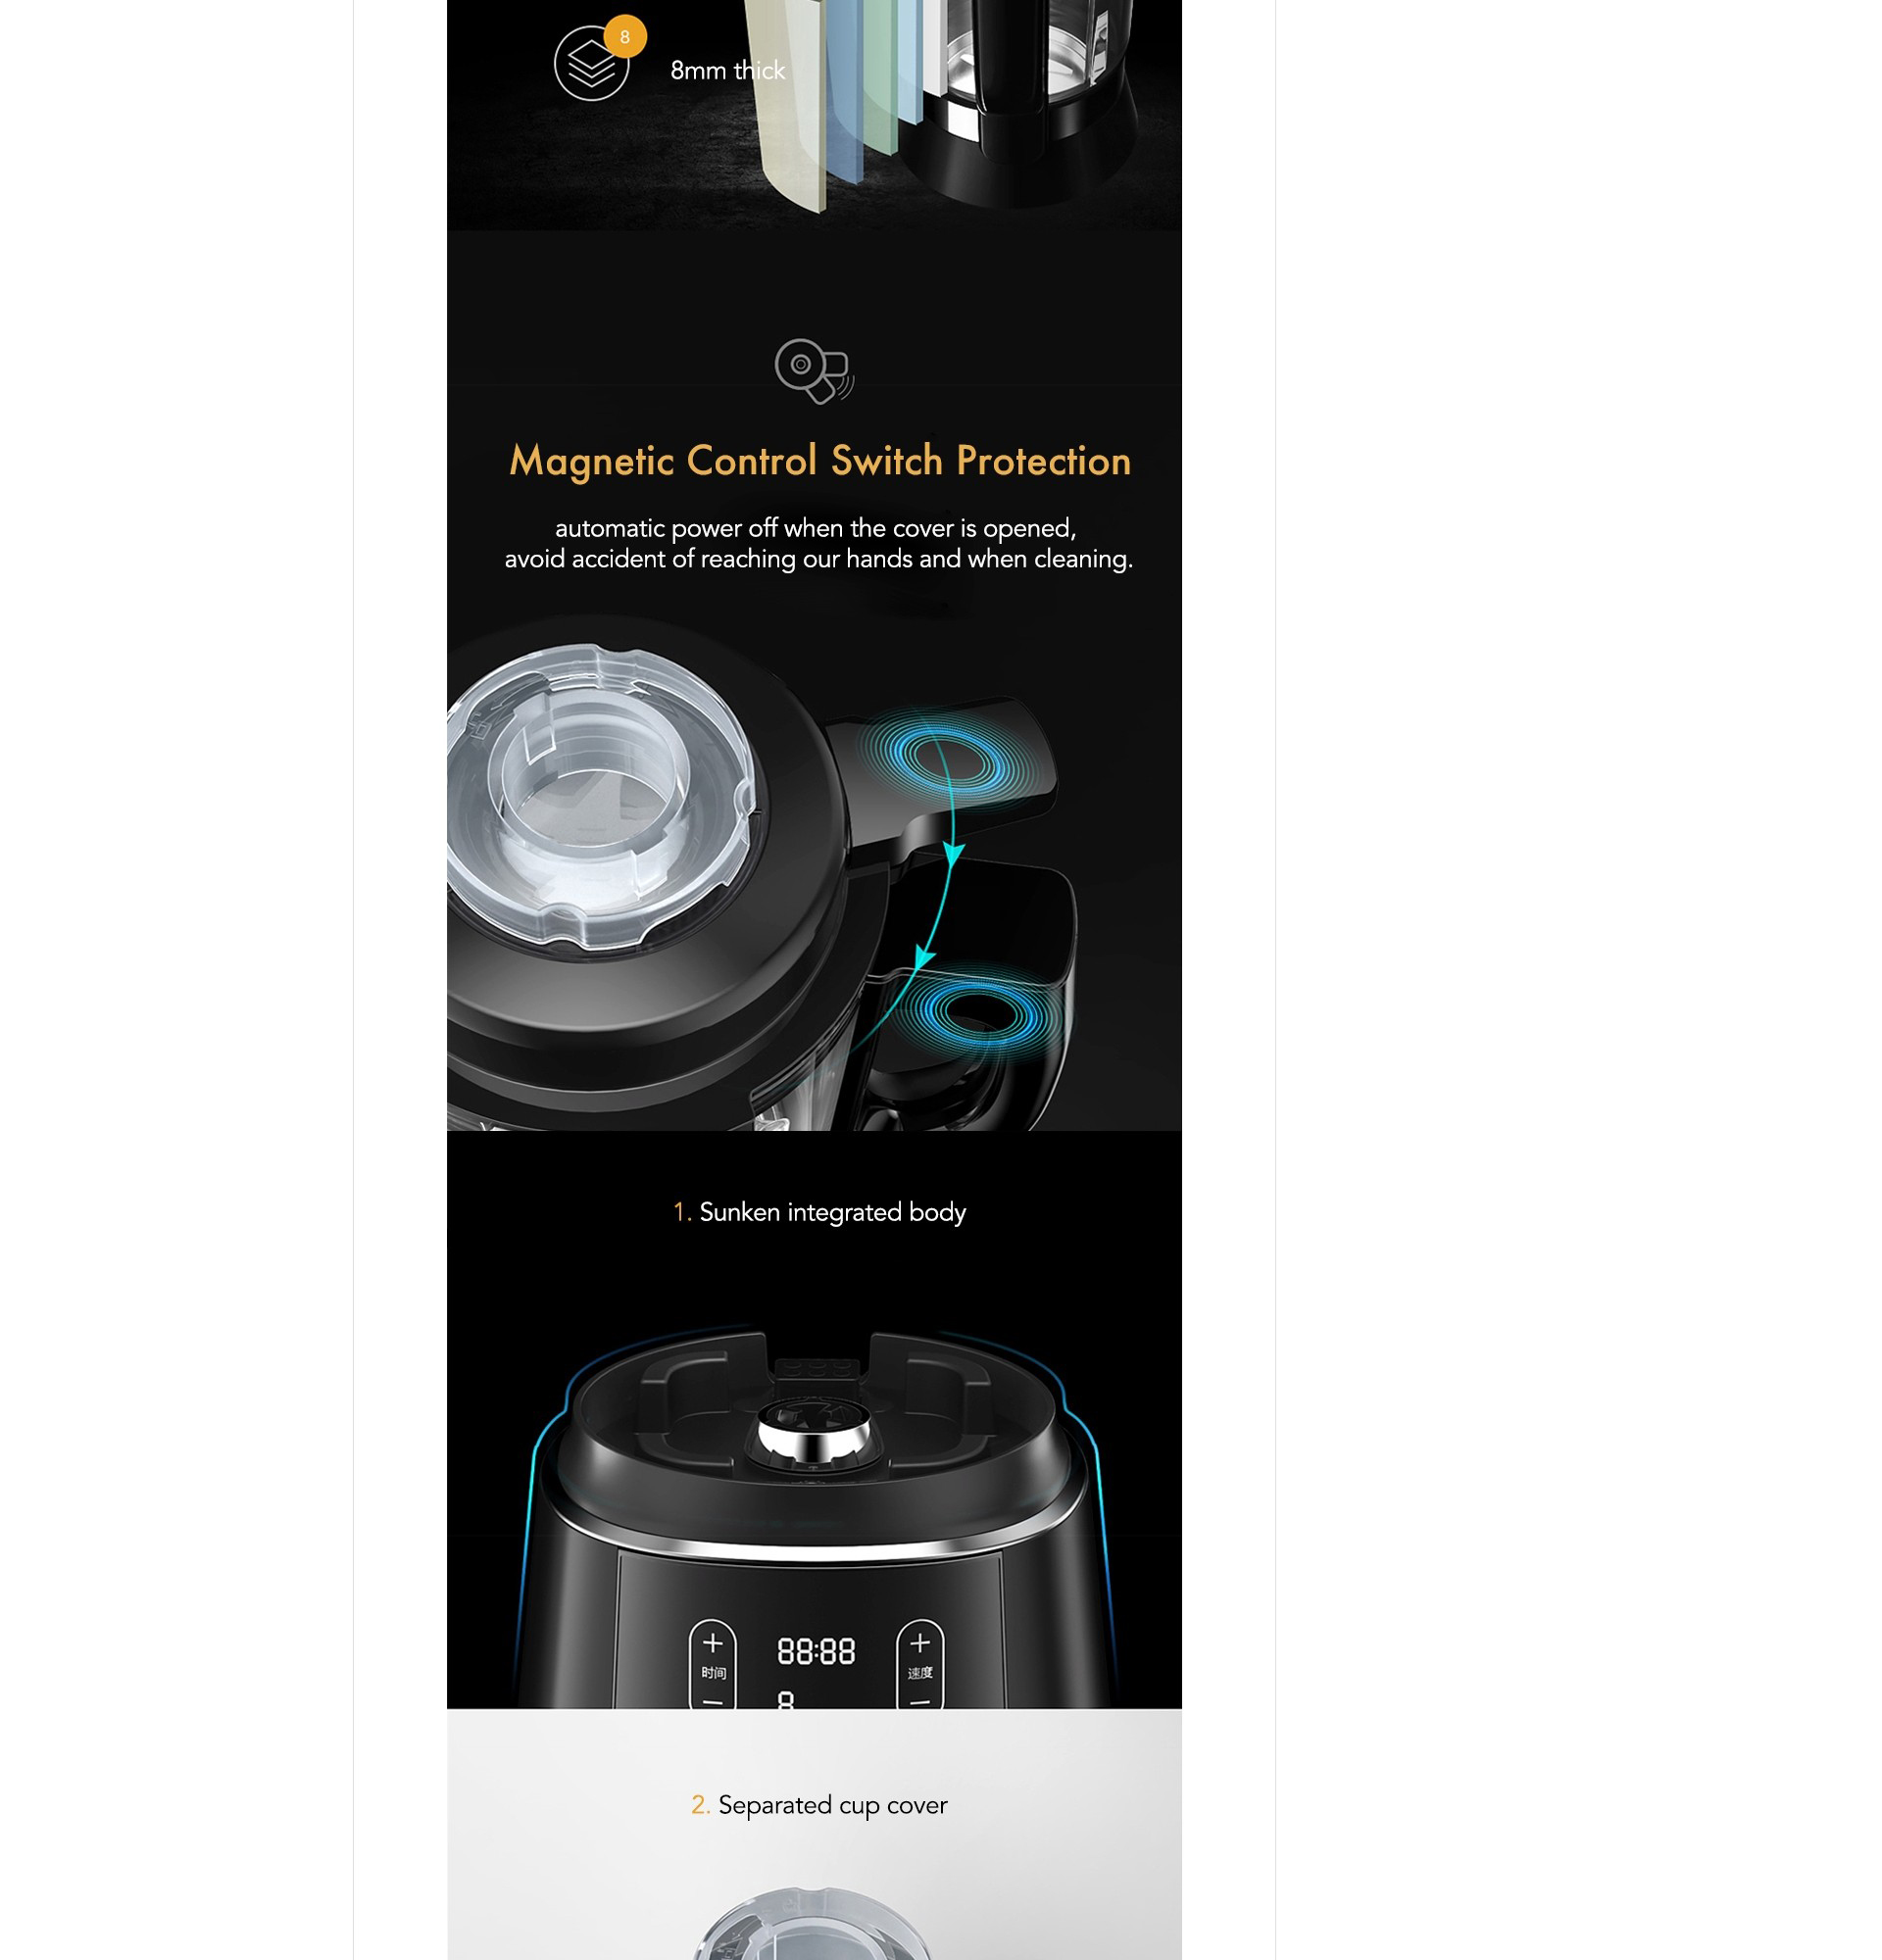 8
8mm thick
Magnetic Control Switch Protection
automatic power off when the cover is opened,
avoid accident of reaching our hands and when cleaning.
1. Sunken integrated body
88:88
时间
速度
8
2. Separated cup cover